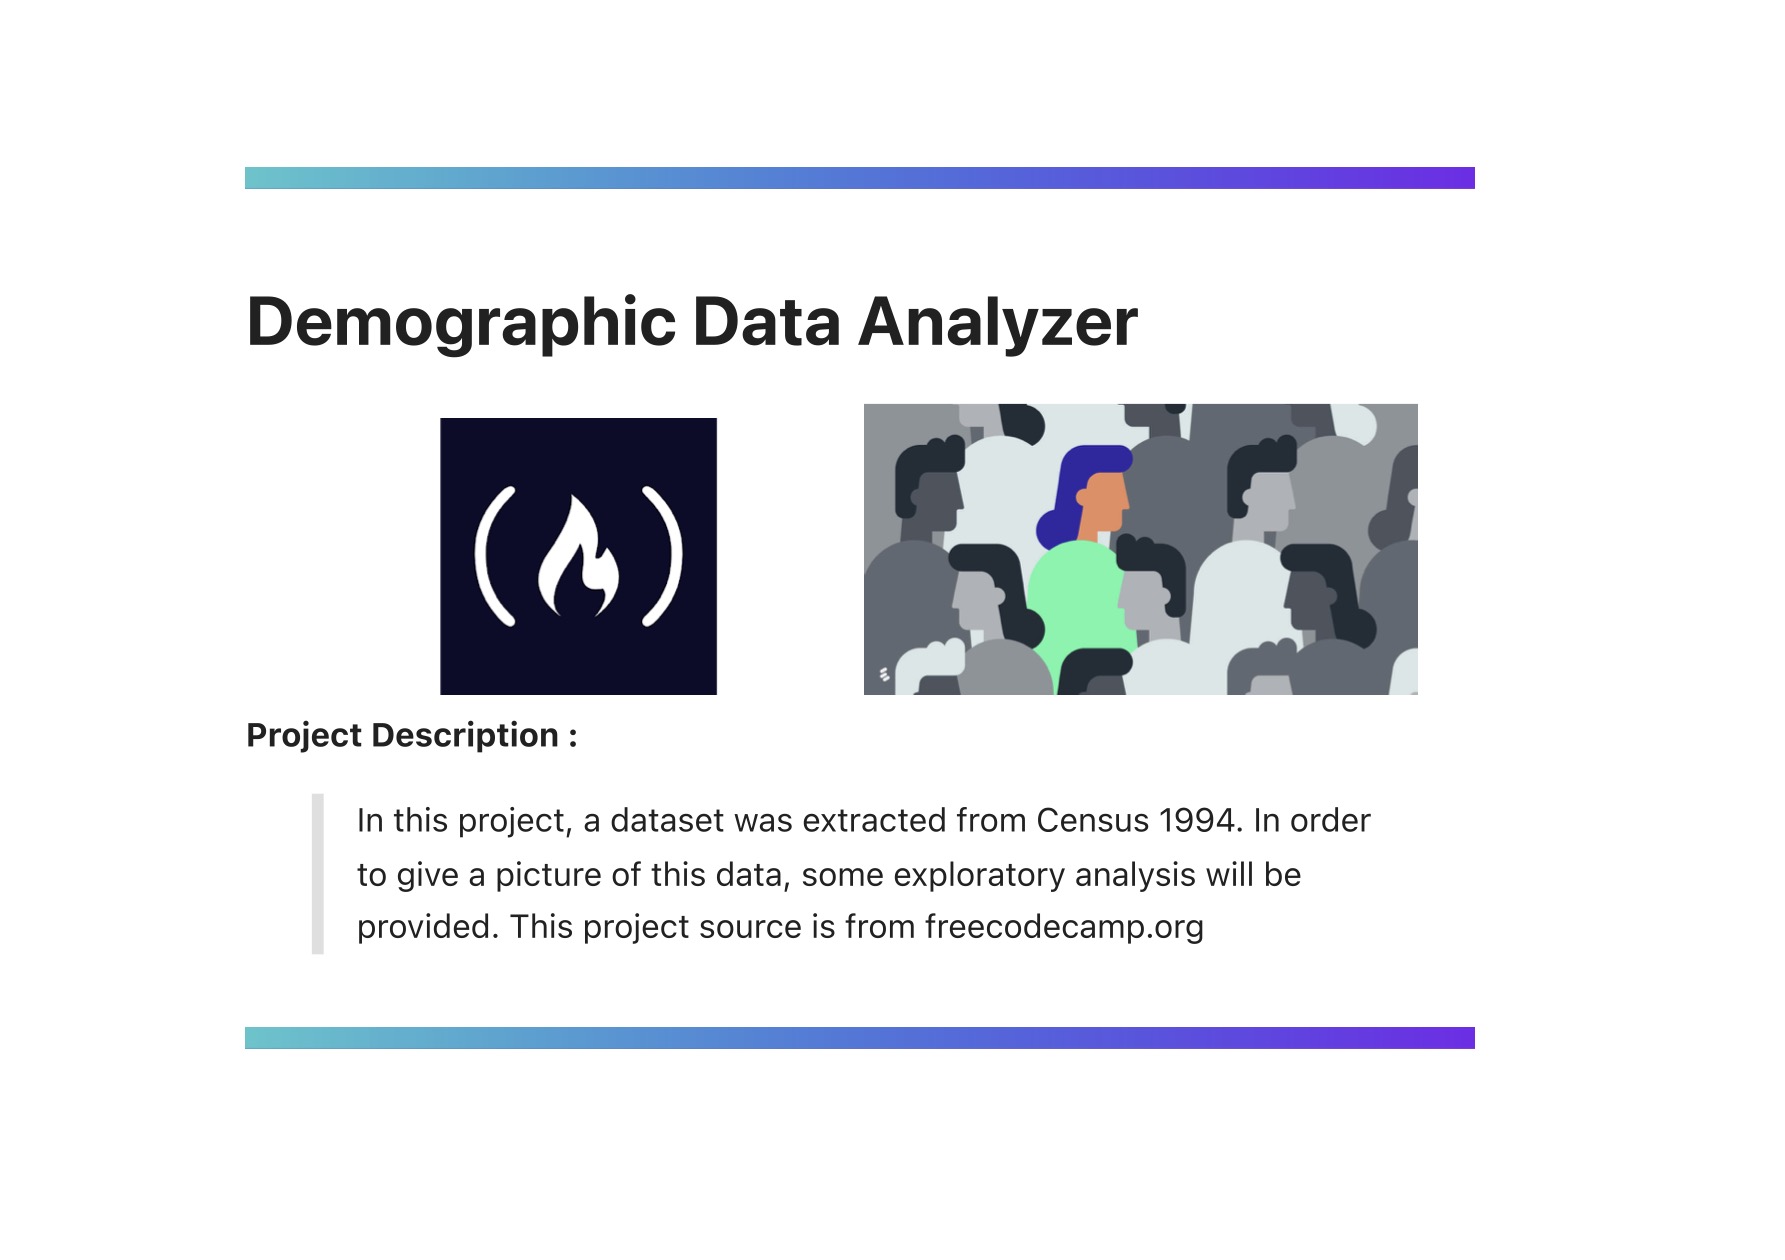 Demographic Data Analyzer
Project Description :
In this project, a dataset was extracted from Census 1994. In order
to give a picture of this data, some exploratory analysis will be
provided. This project source is from freecodecamp.org